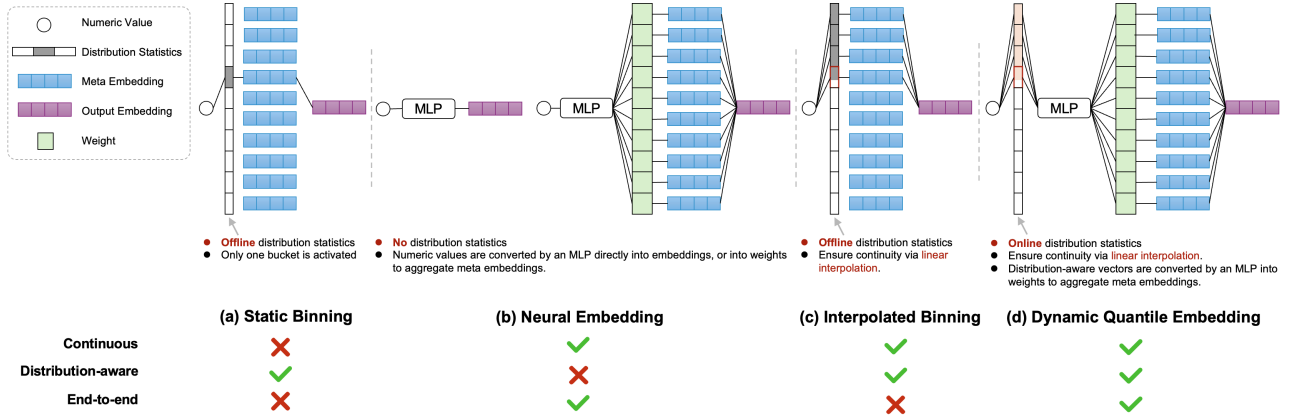 Numeric Value
Distribution Statistics
Meta Embedding
Output Embedding
Weight
MLP
MLP
MLP
● Offline distribution statistics
● Only one bucket is activated
● No distribution statistics
● Numeric values are converted by an MLP directly into embeddings, or into weights
to aggregate meta embeddings.
● Offline distribution statistics
● Ensure continuity via linear
interpolation.
● Online distribution statistics
● Ensure continuity via linear interpolation.
● Distribution-aware vectors are converted by an MLP into
weights to aggregate meta embeddings.
(a) Static Binning
(b) Neural Embedding
(c) Interpolated Binning
(d) Dynamic Quantile Embedding
Continuous
Distribution-aware
End-to-end